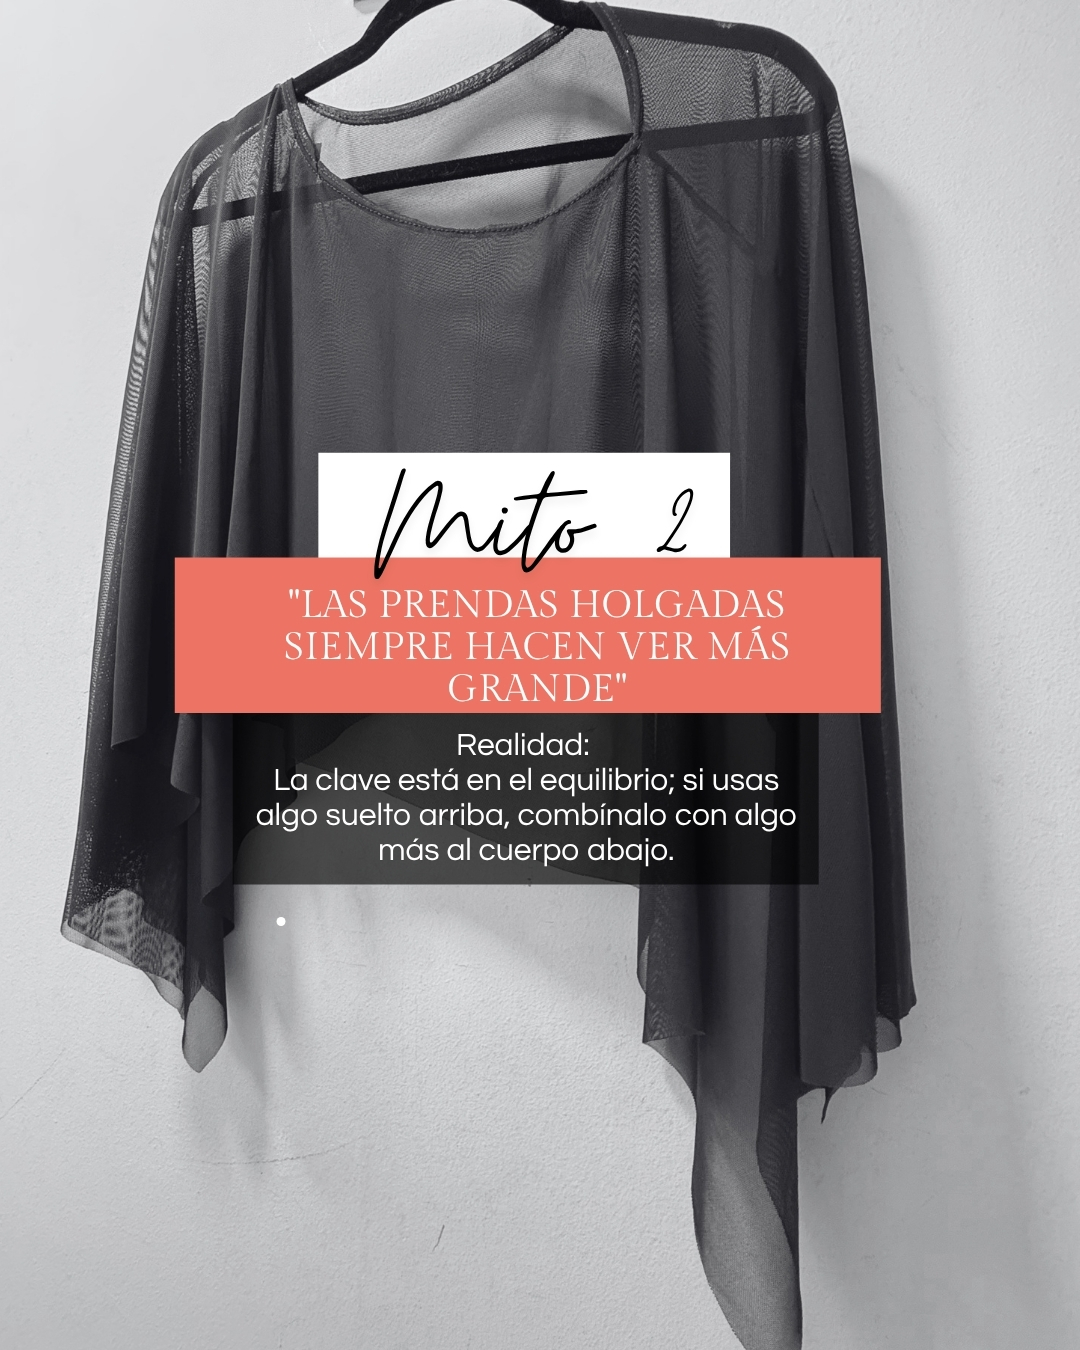 Mito 2
"LAS PRENDAS HOLGADAS
SIEMPRE HACEN VER MÁS
GRANDE"
Realidad:
La clave está en el equilibrio; si usas
algo suelto arriba, combínalo con algo
más al cuerpo abajo.